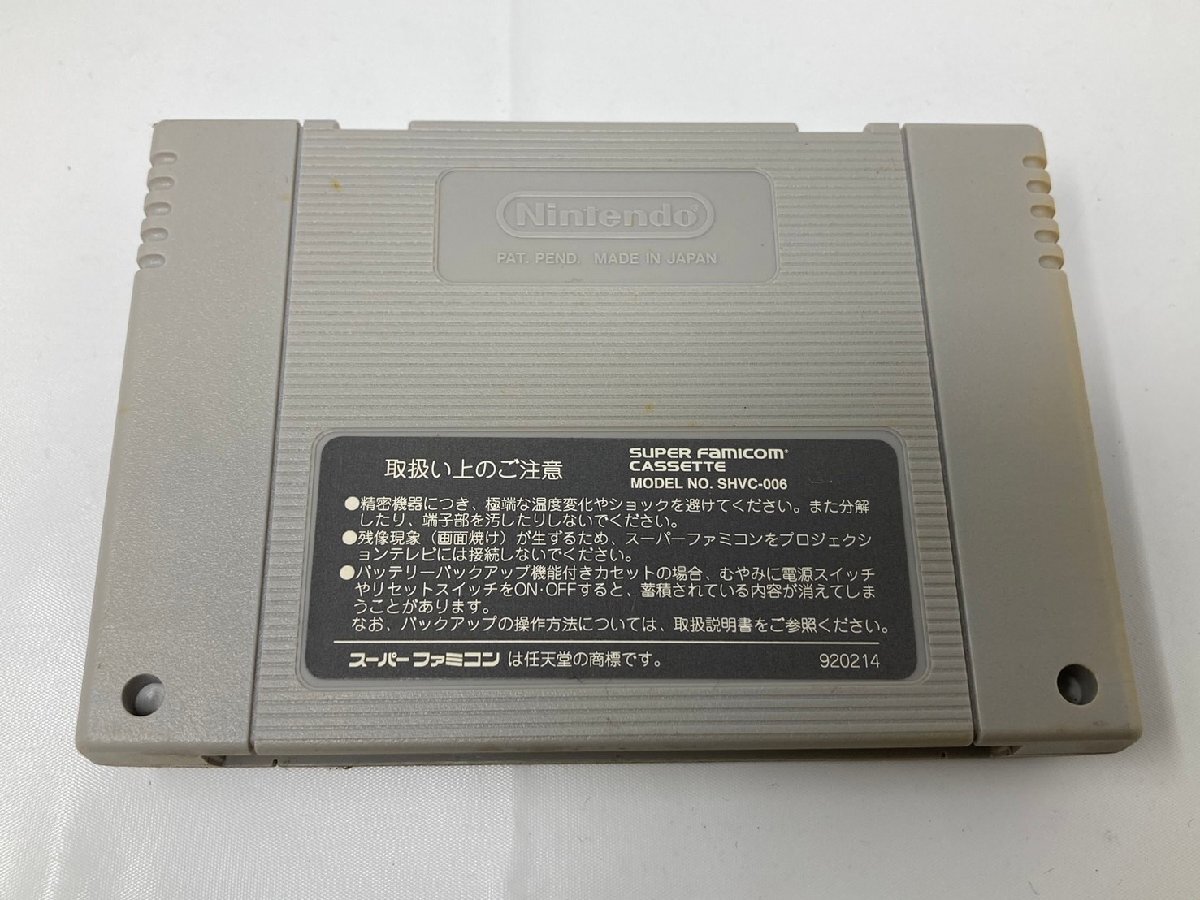 Nintendo
PAT. PEND. MADE IN JAPAN
取扱い上のご注意
SUPER FAMICOM
CASSETTE
MODEL NO. SHVC-006
●精密機器につき、極端な温度変化やショックを避けてください。また分解
したり、端子部を汚したりしないでください。
●残像現象（画面焼け）が生ずるため、スーパーファミコンをプロジェクシ
ョンテレビには接続しないでください。
●バッテリーバックアップ機能付きカセットの場合、むやみに電源スイッチ
やリセットスイッチをON・OFFすると、蓄積されている内容が消えてしま
うことがあります。
なお、バックアップの操作方法については、取扱説明書をご参照ください。
スーパーファミコン は任天堂の商標です。
920214